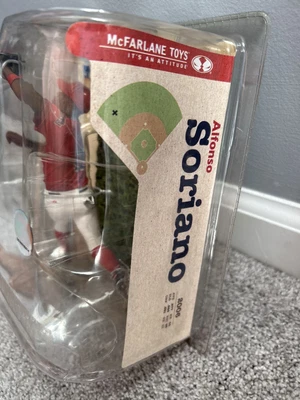 McFARLANE TOYS
IT'S AN ATTITUDE
Alfonso
Soriano
2006